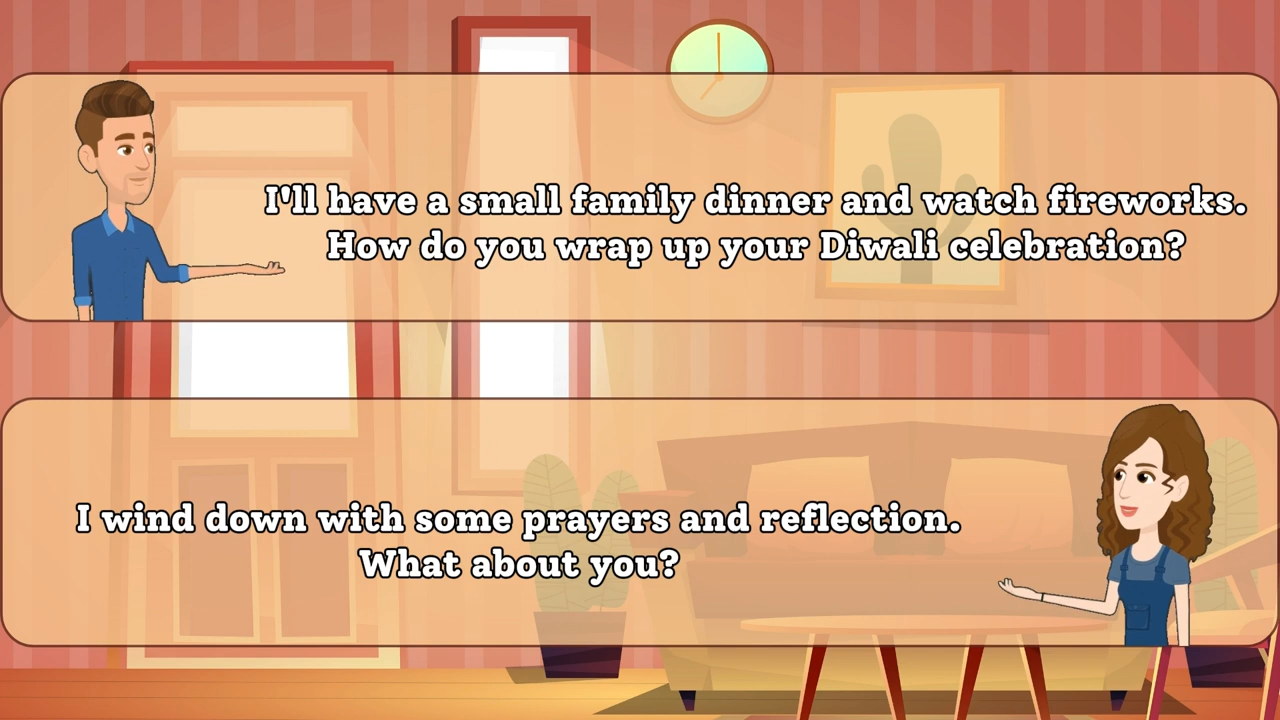 I'll have a small family dinner and watch fireworks.
How do you wrap up your Diwali celebration?
I wind down with some prayers and reflection.
What about you?